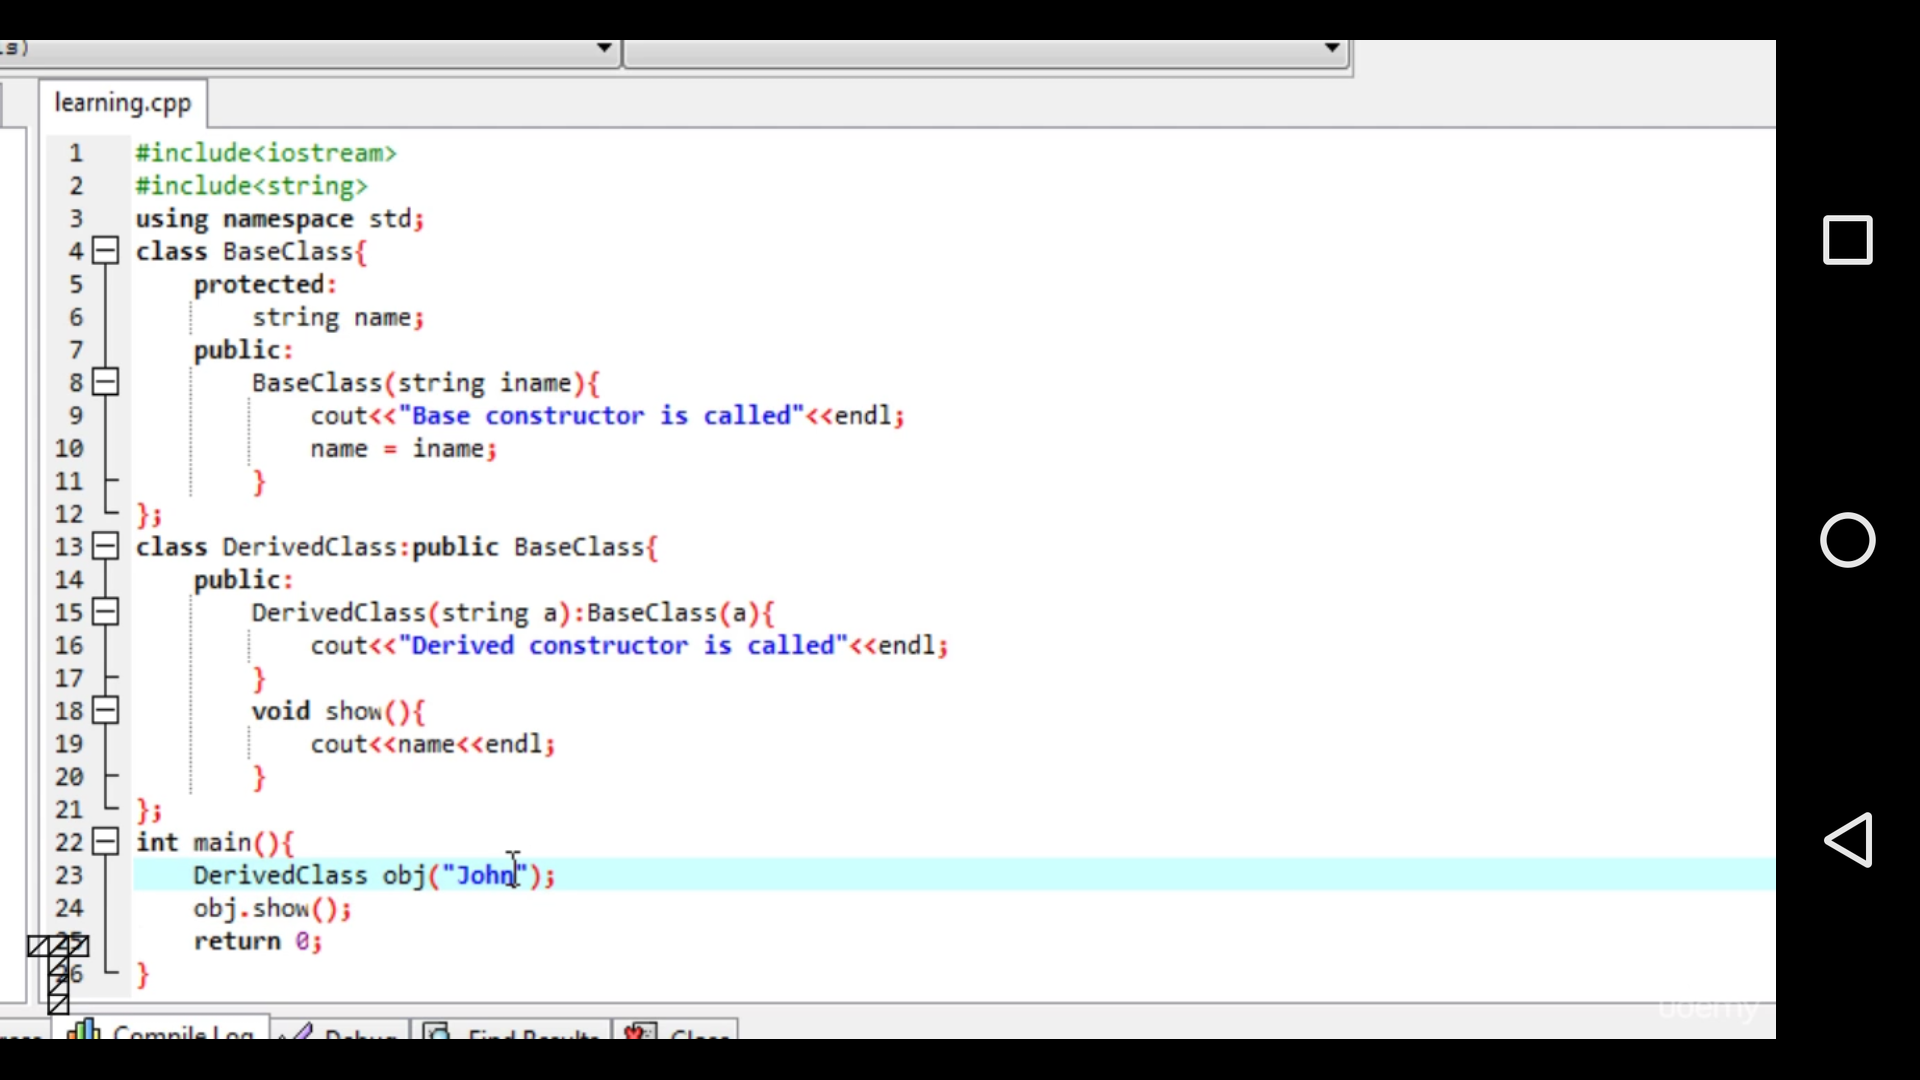 .s)
learning.cpp
1 #include<iostream>
2 #include<string>
3 using namespace std;
4 class BaseClass{
5 protected:
6 string name;
7 public:
8 BaseClass(string iname){
9 cout<<"Base constructor is called"<<endl;
10 name = iname;
11 }
12 };
13 class DerivedClass:public BaseClass{
14 public:
15 DerivedClass(string a):BaseClass(a){
16 cout<<"Derived constructor is called"<<endl;
17 }
18 void show(){
19 cout<<name<<endl;
20 }
21 };
22 int main(){
23 DerivedClass obj("John");
24 obj.show();
25 return 0;
26 }
udemy
Compile Log Debug Find Results Close